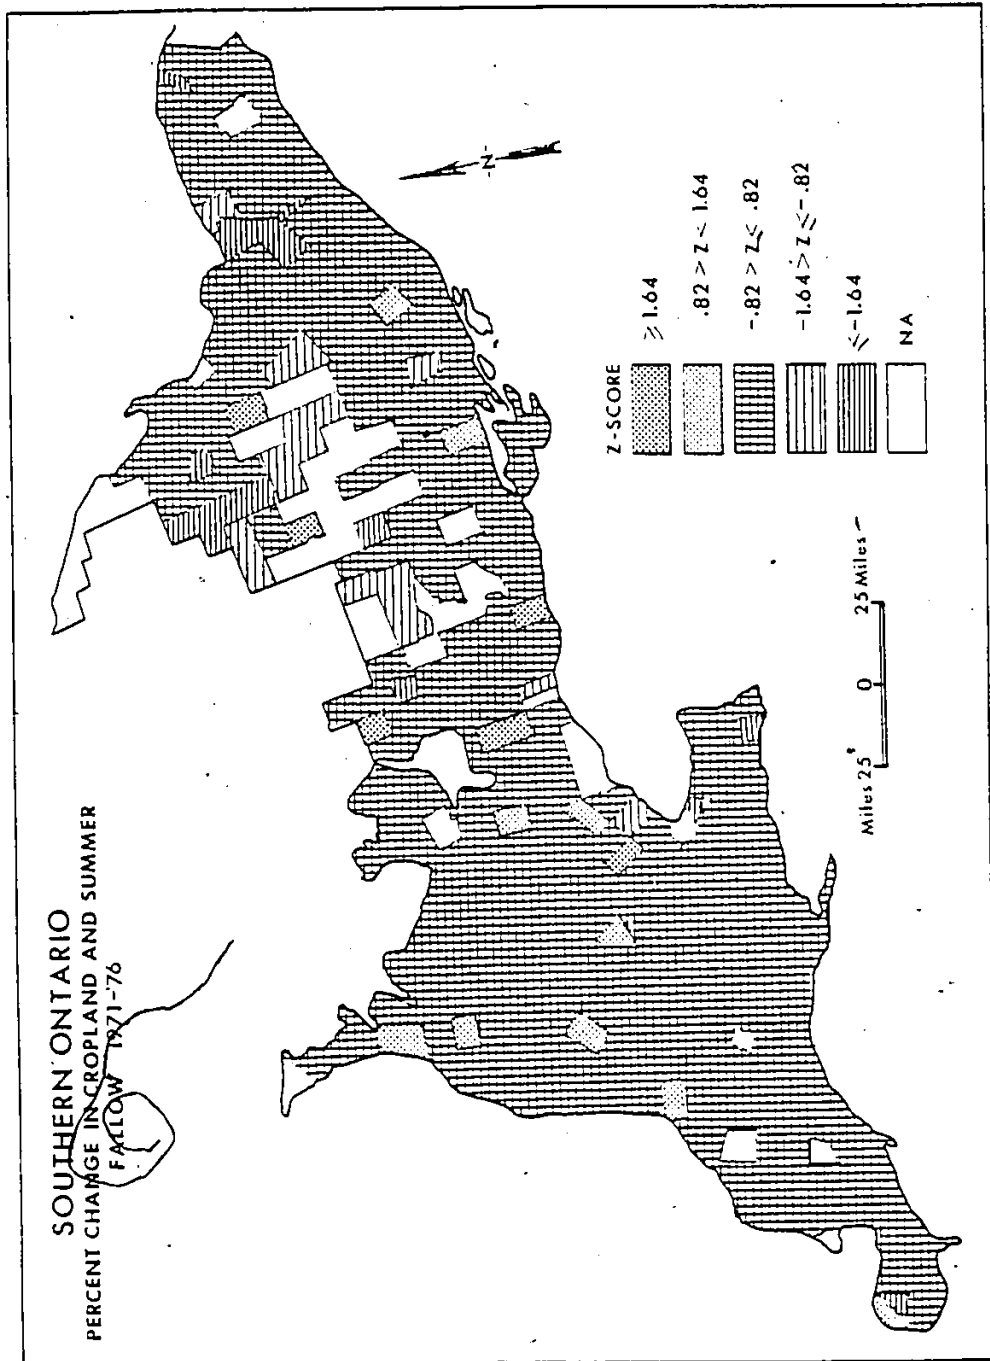 SOUTHERN ONTARIO
PERCENT CHANGE IN CROPLAND AND SUMMER
FALLOW 1971-'76
N
Z-SCORE
≥ 1.64
.82 > Z < 1.64
-.82 > Z ≤ .82
-1.64 > Z ≤ -.82
≤ -1.64
NA
Miles 25 0 25 Miles